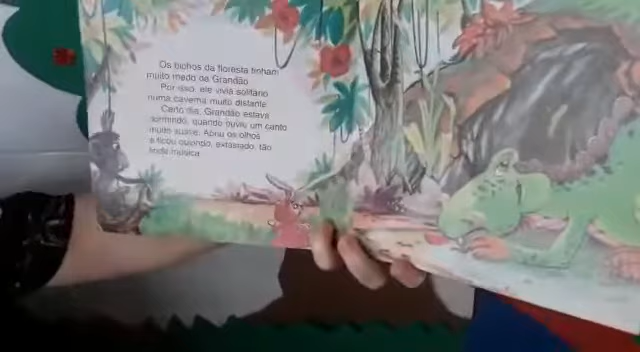 Os bichos da floresta tinham
muito medo da Grandão
Por isso, ele vivia solitário
numa caverna muito distante
Certo dia, Grandão estava
dormindo, quando ouviu um canto
muito suave. Abriu os olhos
e ficou ouvindo, extasiado, tão
linda música